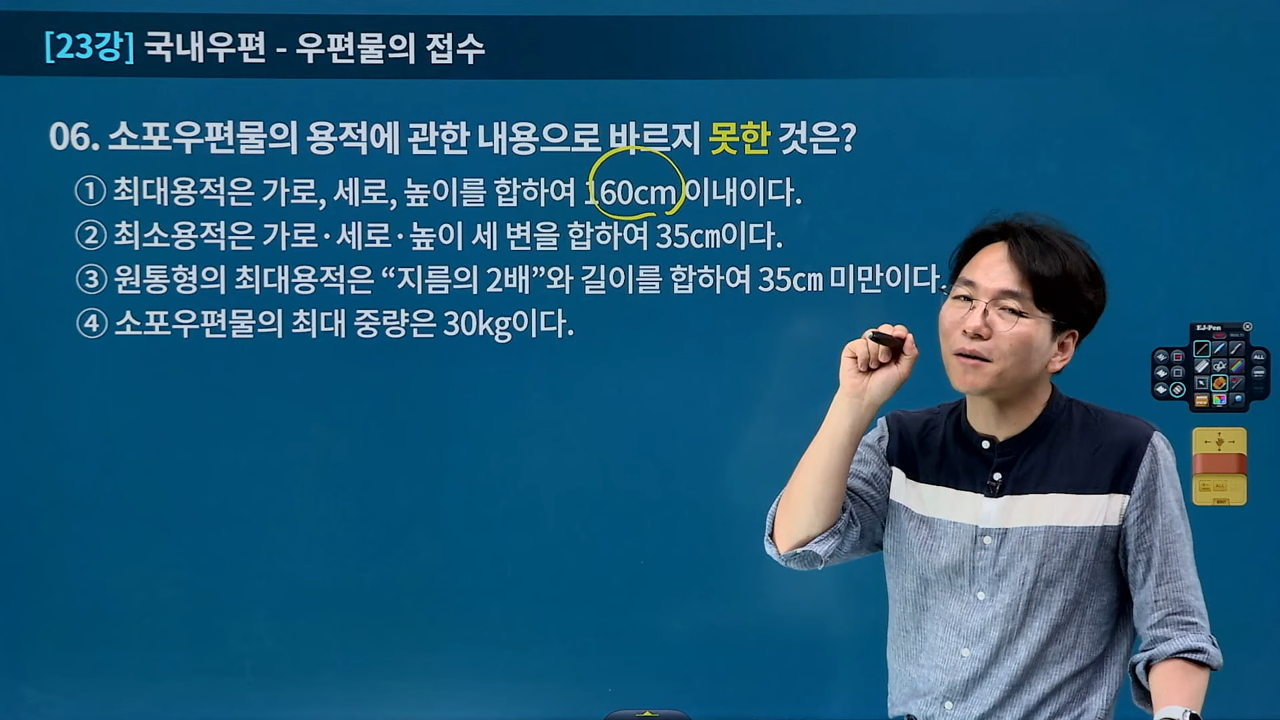 [23강] 국내우편 - 우편물의 접수
06. 소포우편물의 용적에 관한 내용으로 바르지 못한 것은?
① 최대용적은 가로, 세로, 높이를 합하여 160cm 이내이다.
② 최소용적은 가로·세로·높이 세 변을 합하여 35㎝이다.
③ 원통형의 최대용적은 “지름의 2배”와 길이를 합하여 35㎝ 미만이다.
④ 소포우편물의 최대 중량은 30kg이다.
EJ-Pen
ALL